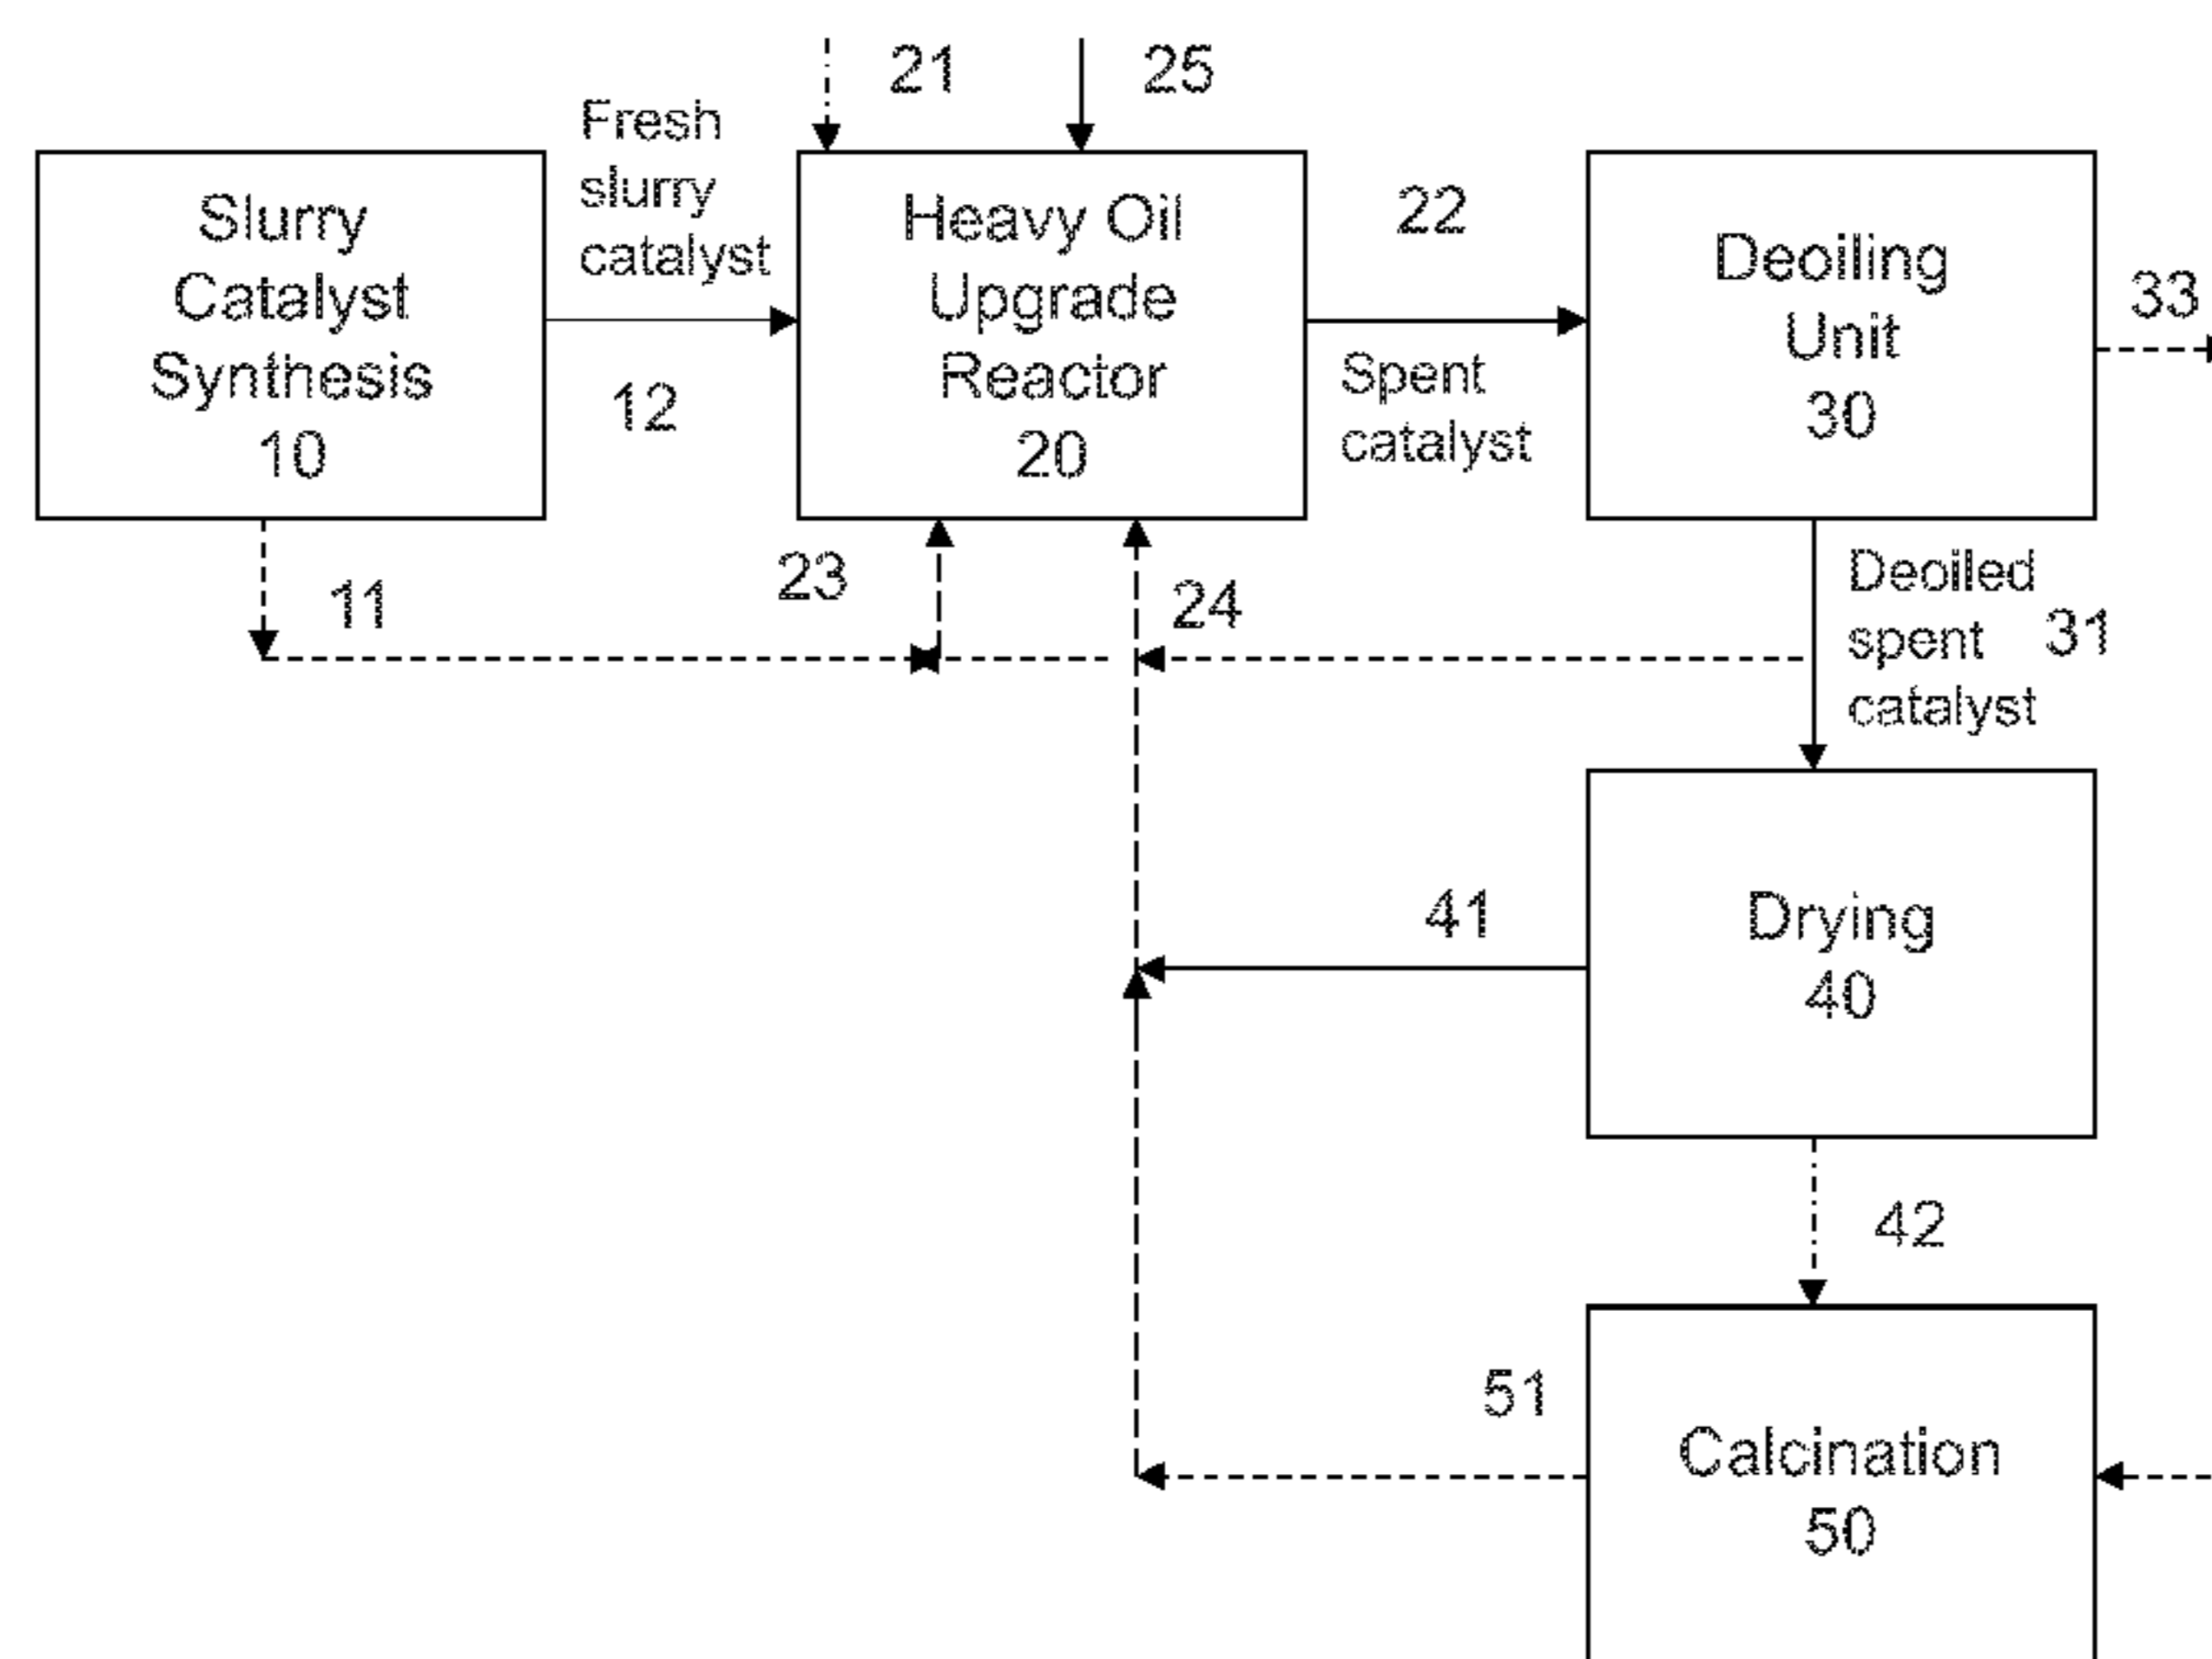 21
25
Fresh
slurry
catalyst
Slurry
Catalyst
Synthesis
10
12
Heavy Oil
Upgrade
Reactor
20
22
Spent
catalyst
Deoiling
Unit
30
33
11
23
24
Deoiled
spent
catalyst
31
41
Drying
40
42
51
Calcination
50